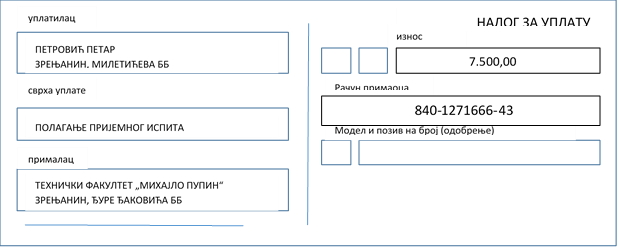 уплатилац
ПЕТРОВИЋ ПЕТАР
ЗРЕЊАНИН. МИЛЕТИЋЕВА ББ
сврха уплате
ПОЛАГАЊЕ ПРИЈЕМНОГ ИСПИТА
прималац
ТЕХНИЧКИ ФАКУЛТЕТ „МИХАЈЛО ПУПИН“
ЗРЕЊАНИН, ЂУРЕ ЂАКОВИЋА ББ
НАЛОГ ЗА УПЛАТУ
износ
7.500,00
Рачун примаоца
840-1271666-43
Модел и позив на број (одобрење)